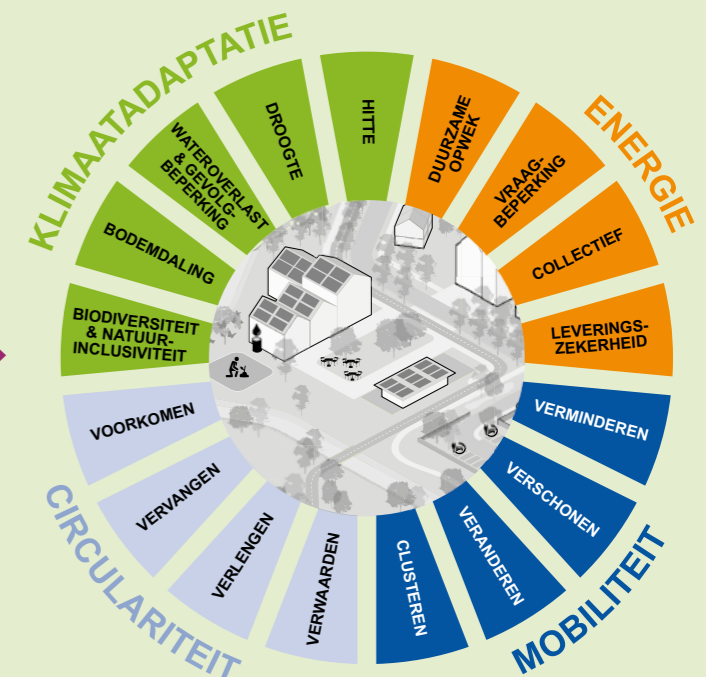 KLIMAATADAPTATIE
BIODIVERSITEIT
& NATUUR-
INCLUSIVITEIT
BODEMDALING
WATEROVERLAST
& GEVOLG-
BEPERKING
DROOGTE
HITTE
ENERGIE
DUURZAME
OPWEK
VRAAG-
BEPERKING
COLLECTIEF
LEVERINGS-
ZEKERHEID
MOBILITEIT
VERMINDEREN
VERSCHONEN
VERANDEREN
CLUSTEREN
CIRCULARITEIT
VOORKOMEN
VERVANGEN
VERLENGEN
VERWAARDEN